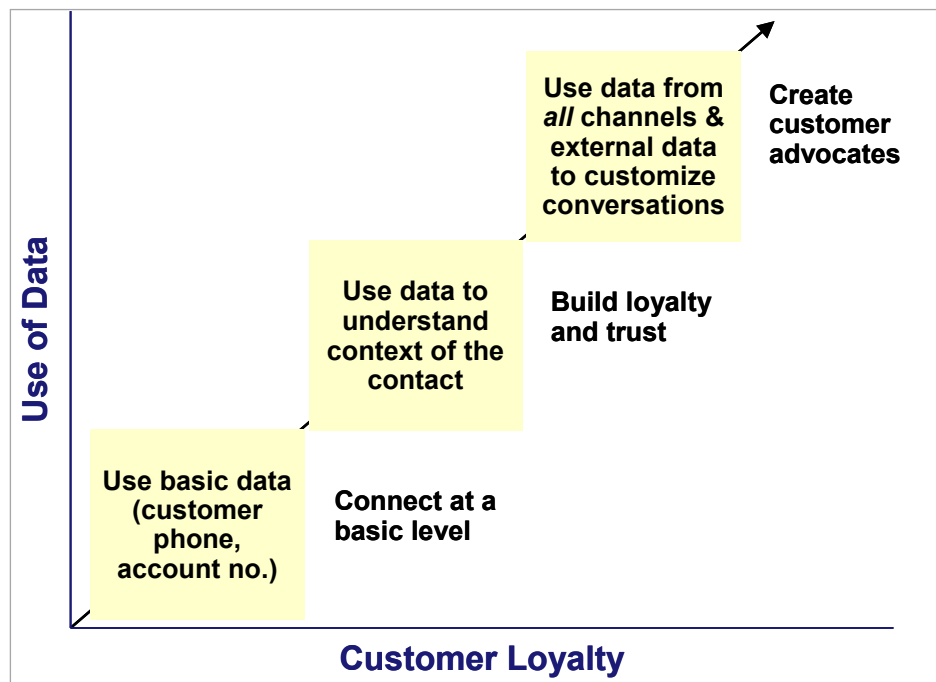 Use data from
all channels &
external data
to customize
conversations
Create
customer
advocates
Use data to
understand
context of the
contact
Build loyalty
and trust
Use basic data
(customer
phone,
account no.)
Connect at a
basic level
Use of Data
Customer Loyalty